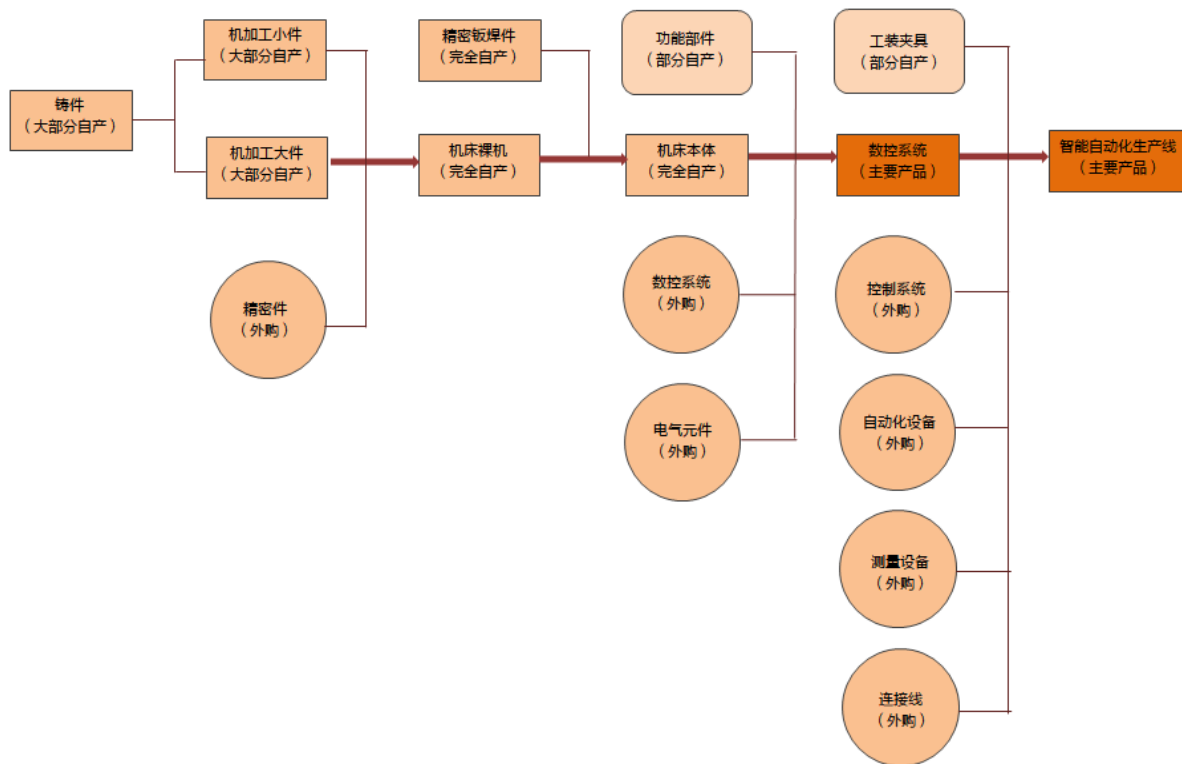 机加工小件
（大部分自产）
精密钣焊件
（完全自产）
功能部件
（部分自产）
工装夹具
（部分自产）
铸件
（大部分自产）
机加工大件
（大部分自产）
机床裸机
（完全自产）
机床本体
（完全自产）
数控系统
（主要产品）
智能自动化生产线
（主要产品）
精密件
（外购）
数控系统
（外购）
控制系统
（外购）
电气元件
（外购）
自动化设备
（外购）
测量设备
（外购）
连接线
（外购）